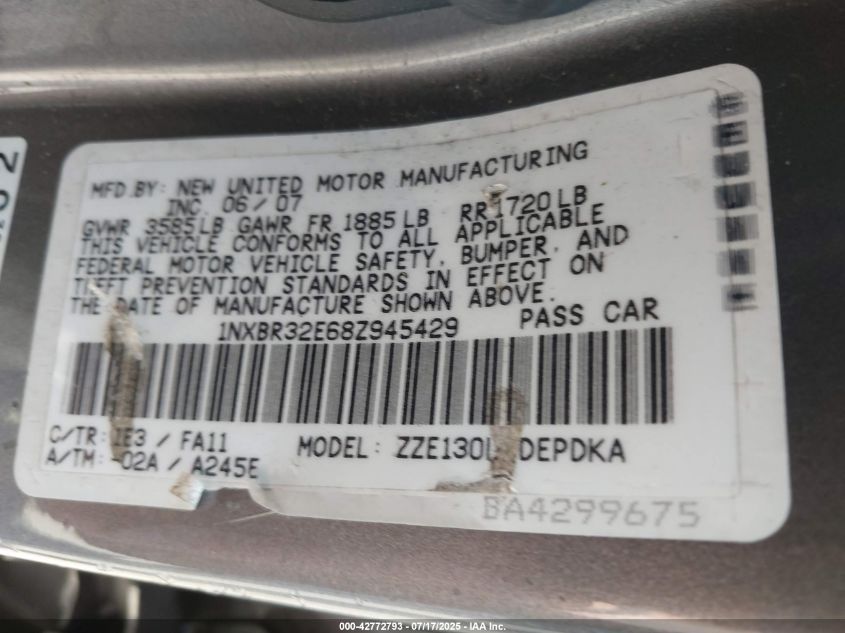 MFD.BY: NEW UNITED MOTOR MANUFACTURING
INC. 06/07
GVWR 3585LB GAWR FR 1885LB RR 1720LB
THIS VEHICLE CONFORMS TO ALL APPLICABLE
FEDERAL MOTOR VEHICLE SAFETY, BUMPER, AND
THEFT PREVENTION STANDARDS IN EFFECT ON
THE DATE OF MANUFACTURE SHOWN ABOVE.
1NXBR32E68Z945429 PASS CAR
C/TR: 1E3 / FA11 MODEL: ZZE130L DEPDKA
A/TM: -02A / A245E
BA4299675
000-42772793 - 07/17/2025 - IAA Inc.